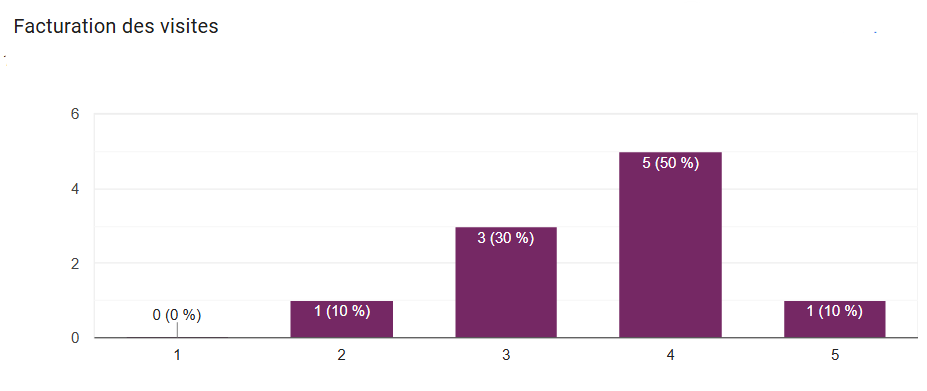 Facturation des visites
6
4
2
0
0 (0 %)
1 (10 %)
3 (30 %)
5 (50 %)
1 (10 %)
1 2 3 4 5